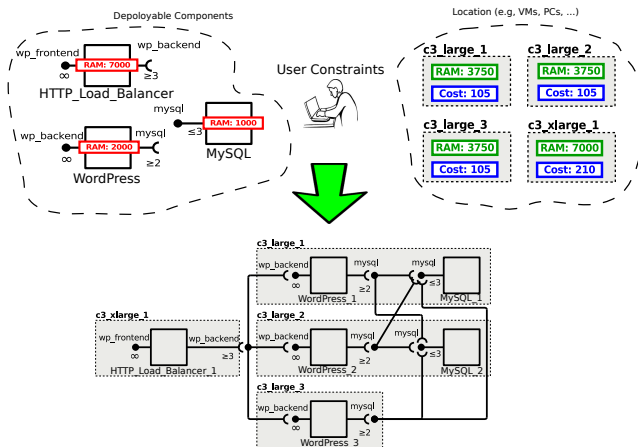 Depoloyable Components
Location (e.g, VMs, PCs, ...)
wp_frontend
wp_backend
RAM: 7000
∞
≥3
HTTP_Load_Balancer
mysql
RAM: 1000
≤3
MySQL
wp_backend
mysql
RAM: 2000
∞
≥2
WordPress
User Constraints
c3_large_1
c3_large_2
RAM: 3750
RAM: 3750
Cost: 105
Cost: 105
c3_large_3
c3_xlarge_1
RAM: 3750
RAM: 7000
Cost: 105
Cost: 210
c3_large_1
wp_backend
mysql
mysql
∞
≥2
≤3
WordPress_1
MySQL_1
c3_xlarge_1
wp_frontend
wp_backend
∞
≥3
HTTP_Load_Balancer_1
c3_large_2
wp_backend
mysql
mysql
∞
≥2
≤3
WordPress_2
MySQL_2
c3_large_3
wp_backend
mysql
∞
≥2
WordPress_3